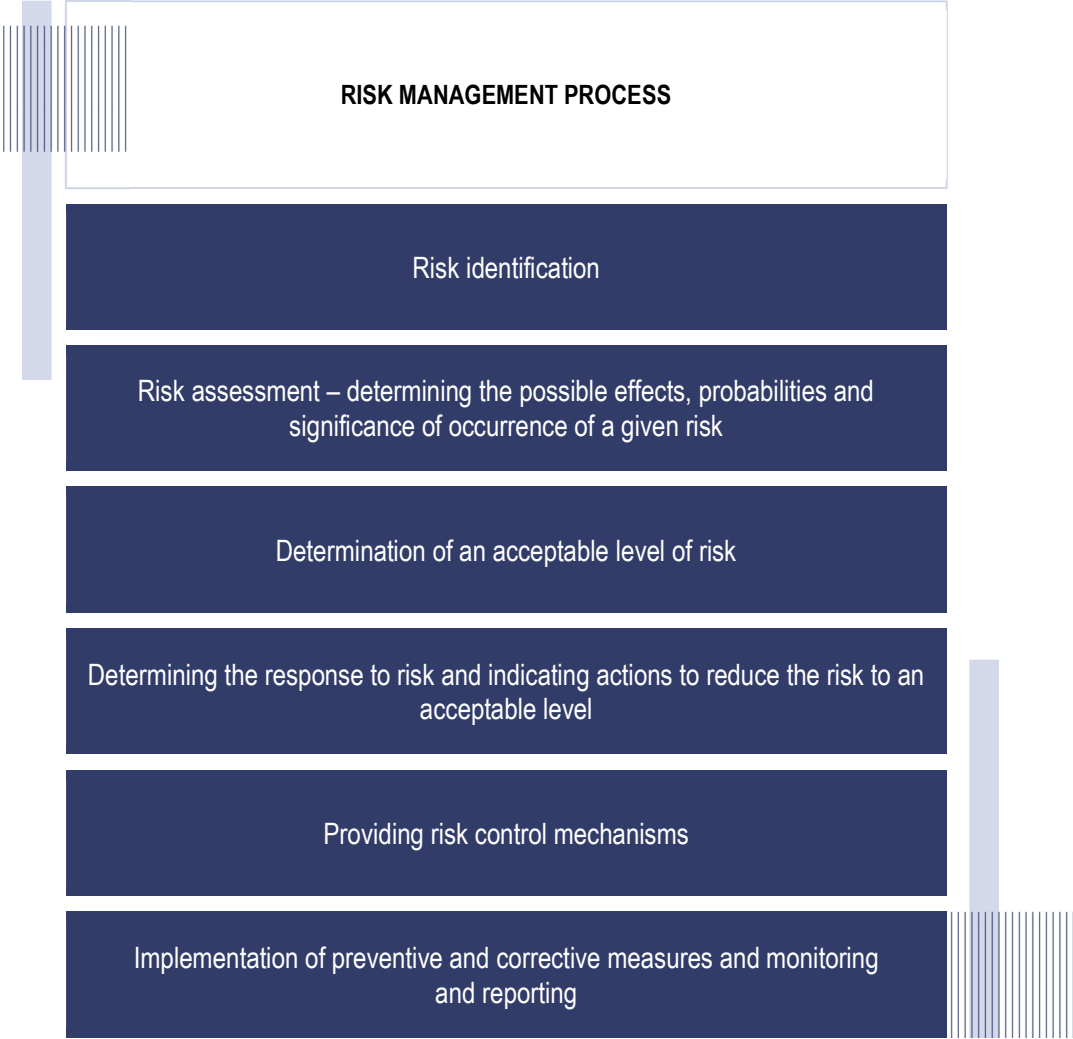 RISK MANAGEMENT PROCESS
Risk identification
Risk assessment – determining the possible effects, probabilities and
significance of occurrence of a given risk
Determination of an acceptable level of risk
Determining the response to risk and indicating actions to reduce the risk to an
acceptable level
Providing risk control mechanisms
Implementation of preventive and corrective measures and monitoring
and reporting